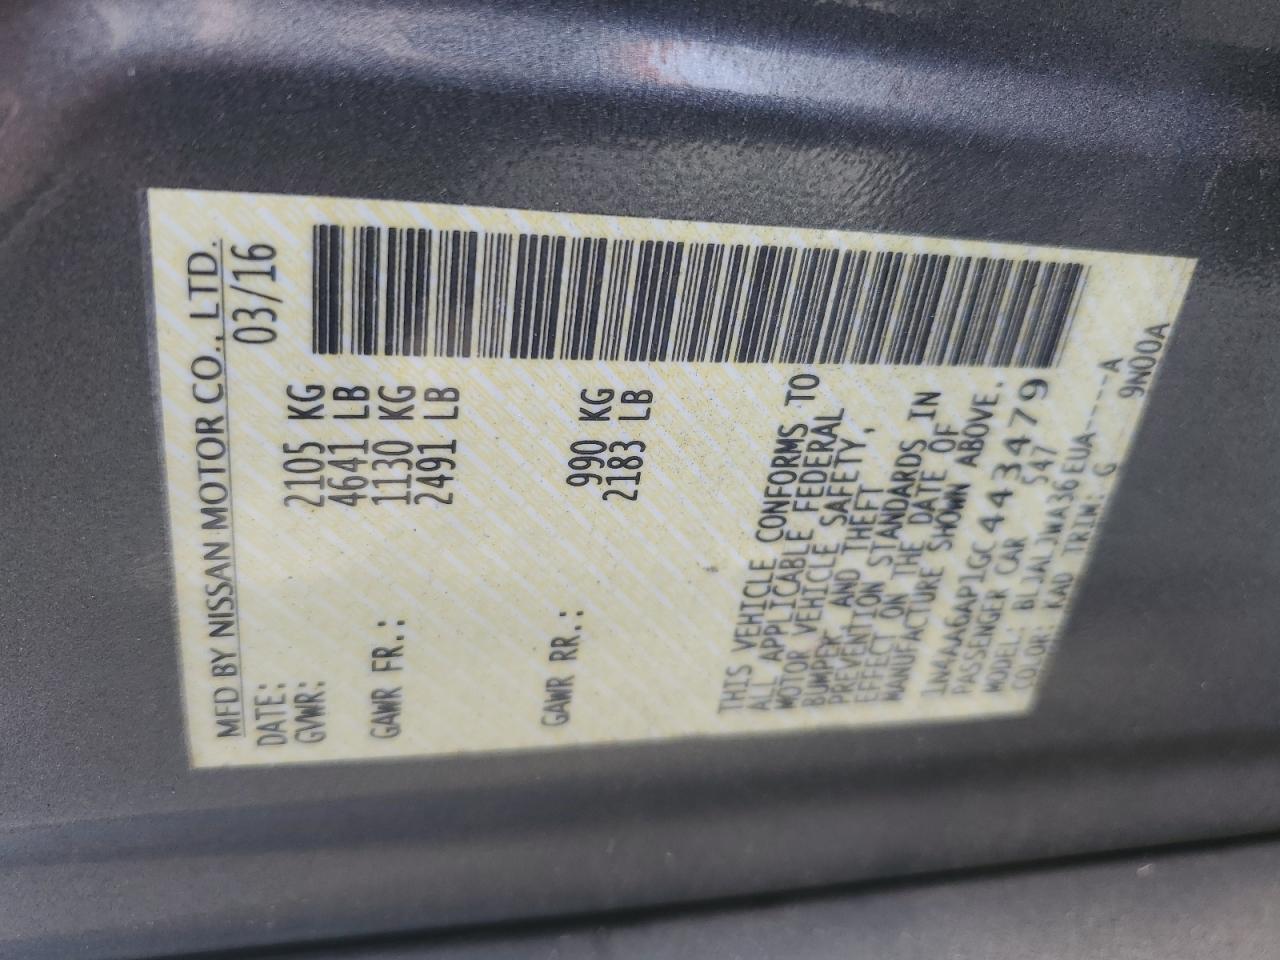 MFD BY NISSAN MOTOR CO., LTD.
DATE: 03/16
GVWR: 2105 KG
4641 LB
GAWR FR.: 1130 KG
2491 LB
GAWR RR.: 990 KG
2183 LB
THIS VEHICLE CONFORMS TO
ALL APPLICABLE FEDERAL
MOTOR VEHICLE SAFETY,
BUMPER, AND THEFT
PREVENTION STANDARDS IN
EFFECT ON THE DATE OF
MANUFACTURE SHOWN ABOVE.
1N4AA6AP1GC443479
PASSENGER CAR 547
MODEL: BLJALJWA36EUA-----A
COLOR: KAD TRIM: G 9N00A